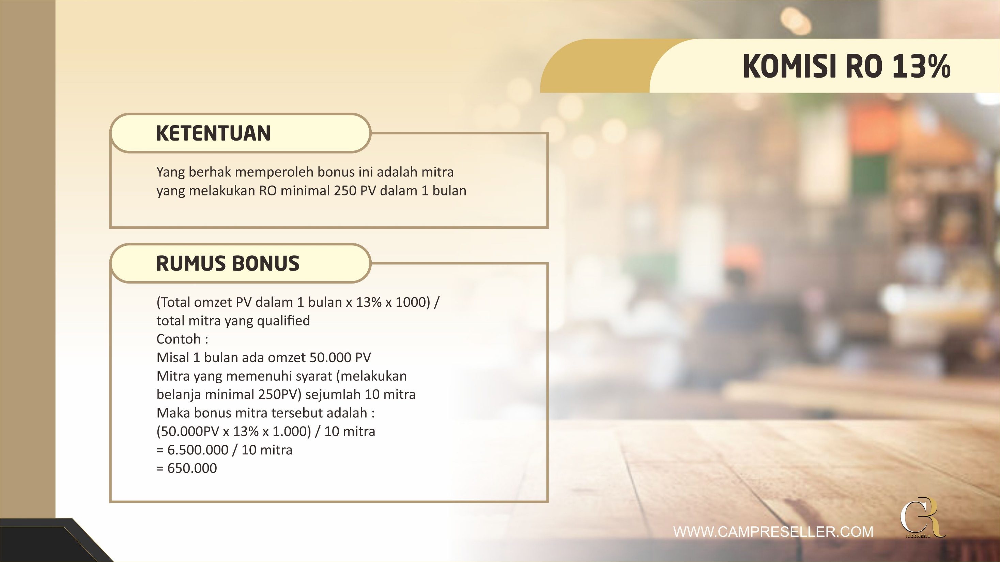 KOMISI RO 13%
KETENTUAN
Yang berhak memperoleh bonus ini adalah mitra
yang melakukan RO minimal 250 PV dalam 1 bulan
RUMUS BONUS
(Total omzet PV dalam 1 bulan x 13% x 1000) /
total mitra yang qualified
Contoh :
Misal 1 bulan ada omzet 50.000 PV
Mitra yang memenuhi syarat (melakukan
belanja minimal 250PV) sejumlah 10 mitra
Maka bonus mitra tersebut adalah :
(50.000PV x 13% x 1.000) / 10 mitra
= 6.500.000 / 10 mitra
= 650.000
WWW.CAMPRESELLER.COM
CR
INDONESIA